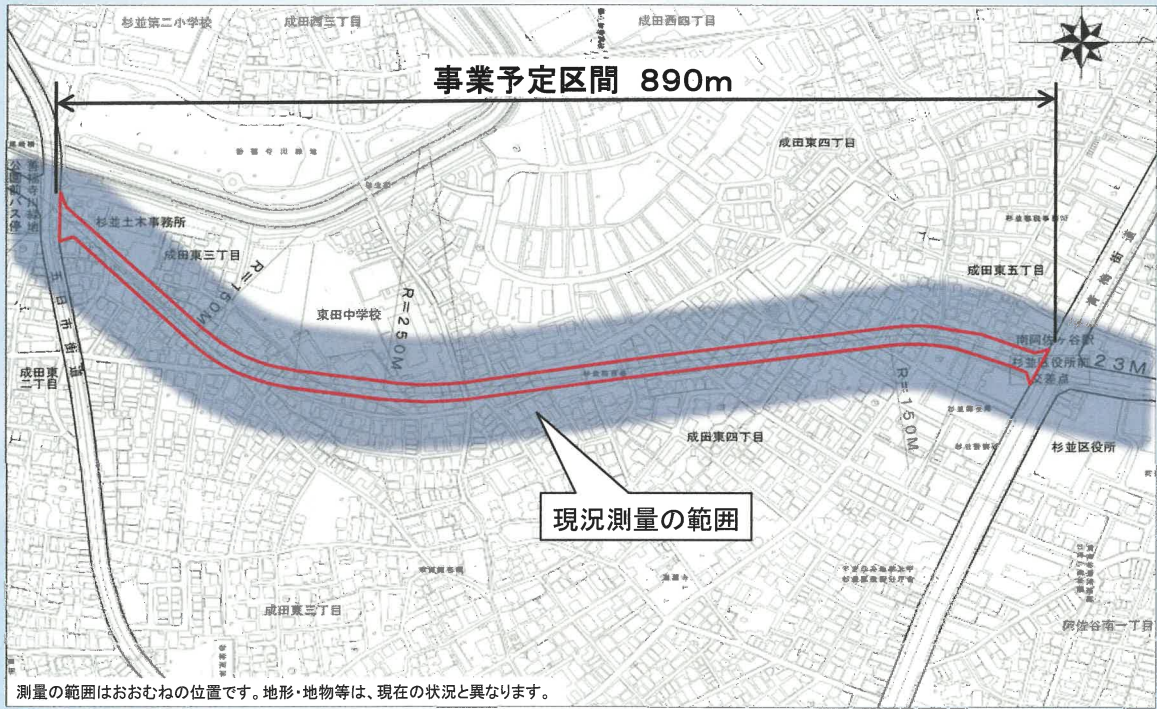 杉並第二小学校
成田西三丁目
成田西四丁目
事業予定区間 890m
成田東四丁目
杉並土木事務所
成田東三丁目
R=150M
東田中学校
R=250M
成田東五丁目
青梅街道
五日市街道
成田東
二丁目
南阿佐ヶ谷駅
杉並区役所前
交差点
23M
R=150M
成田東四丁目
杉並区役所
現況測量の範囲
成田東三丁目
阿佐谷南一丁目
測量の範囲はおおむねの位置です。地形・地物等は、現在の状況と異なります。